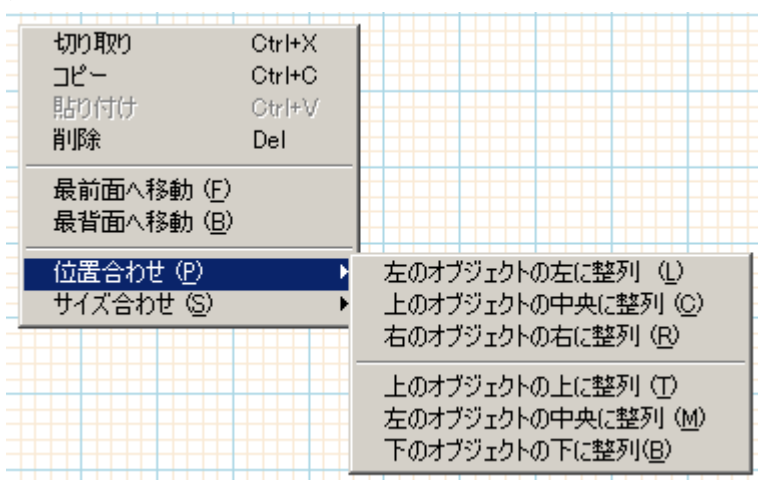 切り取り Ctrl+X
コピー Ctrl+C
貼り付け Ctrl+V
削除 Del
最前面へ移動 (F)
最背面へ移動 (B)
位置合わせ (P)
サイズ合わせ (S)
左のオブジェクトの左に整列 (L)
上のオブジェクトの中央に整列 (C)
右のオブジェクトの右に整列 (R)
上のオブジェクトの上に整列 (T)
左のオブジェクトの中央に整列 (M)
下のオブジェクトの下に整列(B)